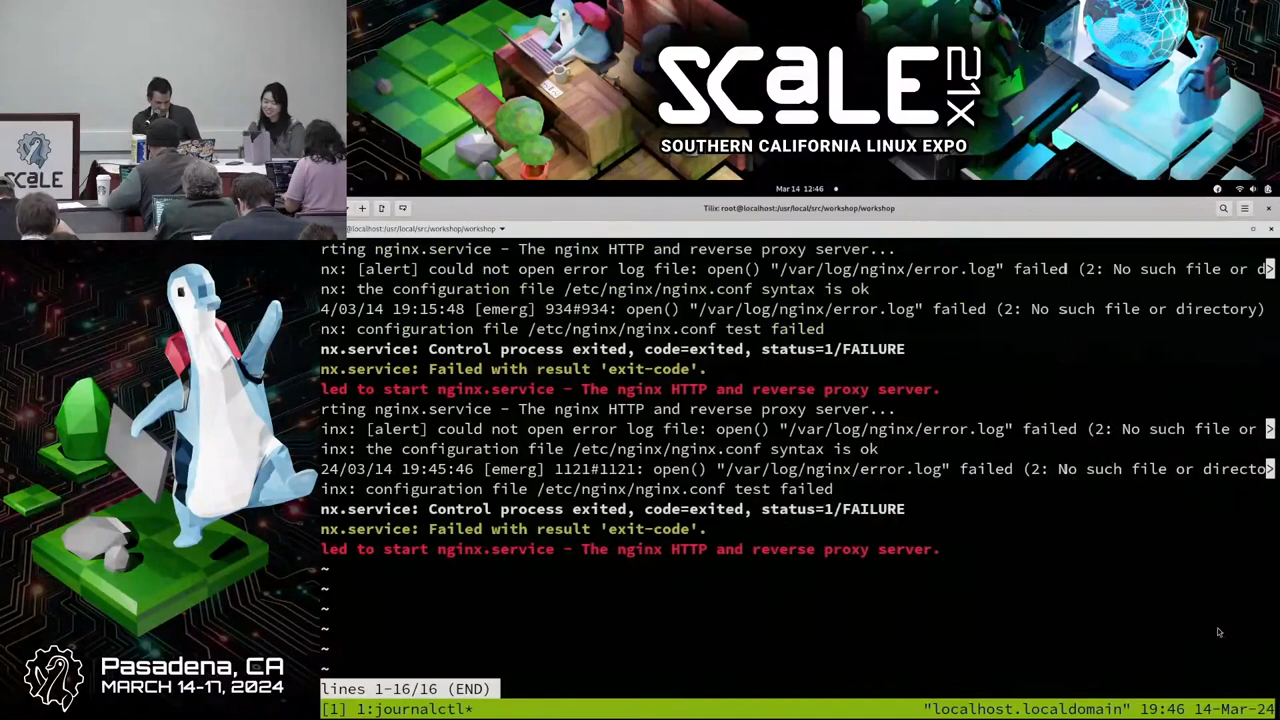 SCaLE 21x
SOUTHERN CALIFORNIA LINUX EXPO
SCaLE
Mar 14 12:46
Tilix: root@localhost:/usr/local/src/workshop/workshop
@localhost:/usr/local/src/workshop/workshop
rting nginx.service - The nginx HTTP and reverse proxy server...
nx: [alert] could not open error log file: open() "/var/log/nginx/error.log" failed (2: No such file or d>
nx: the configuration file /etc/nginx/nginx.conf syntax is ok
4/03/14 19:15:48 [emerg] 934#934: open() "/var/log/nginx/error.log" failed (2: No such file or directory)
nx: configuration file /etc/nginx/nginx.conf test failed
nx.service: Control process exited, code=exited, status=1/FAILURE
nx.service: Failed with result 'exit-code'.
led to start nginx.service - The nginx HTTP and reverse proxy server.
rting nginx.service - The nginx HTTP and reverse proxy server...
inx: [alert] could not open error log file: open() "/var/log/nginx/error.log" failed (2: No such file or >
inx: the configuration file /etc/nginx/nginx.conf syntax is ok
24/03/14 19:45:46 [emerg] 1121#1121: open() "/var/log/nginx/error.log" failed (2: No such file or directo>
inx: configuration file /etc/nginx/nginx.conf test failed
nx.service: Control process exited, code=exited, status=1/FAILURE
nx.service: Failed with result 'exit-code'.
led to start nginx.service - The nginx HTTP and reverse proxy server.
~
~
~
~
~
~
lines 1-16/16 (END)
[1] 1:journalctl*
"localhost.localdomain" 19:46 14-Mar-24
Pasadena, CA
MARCH 14-17, 2024